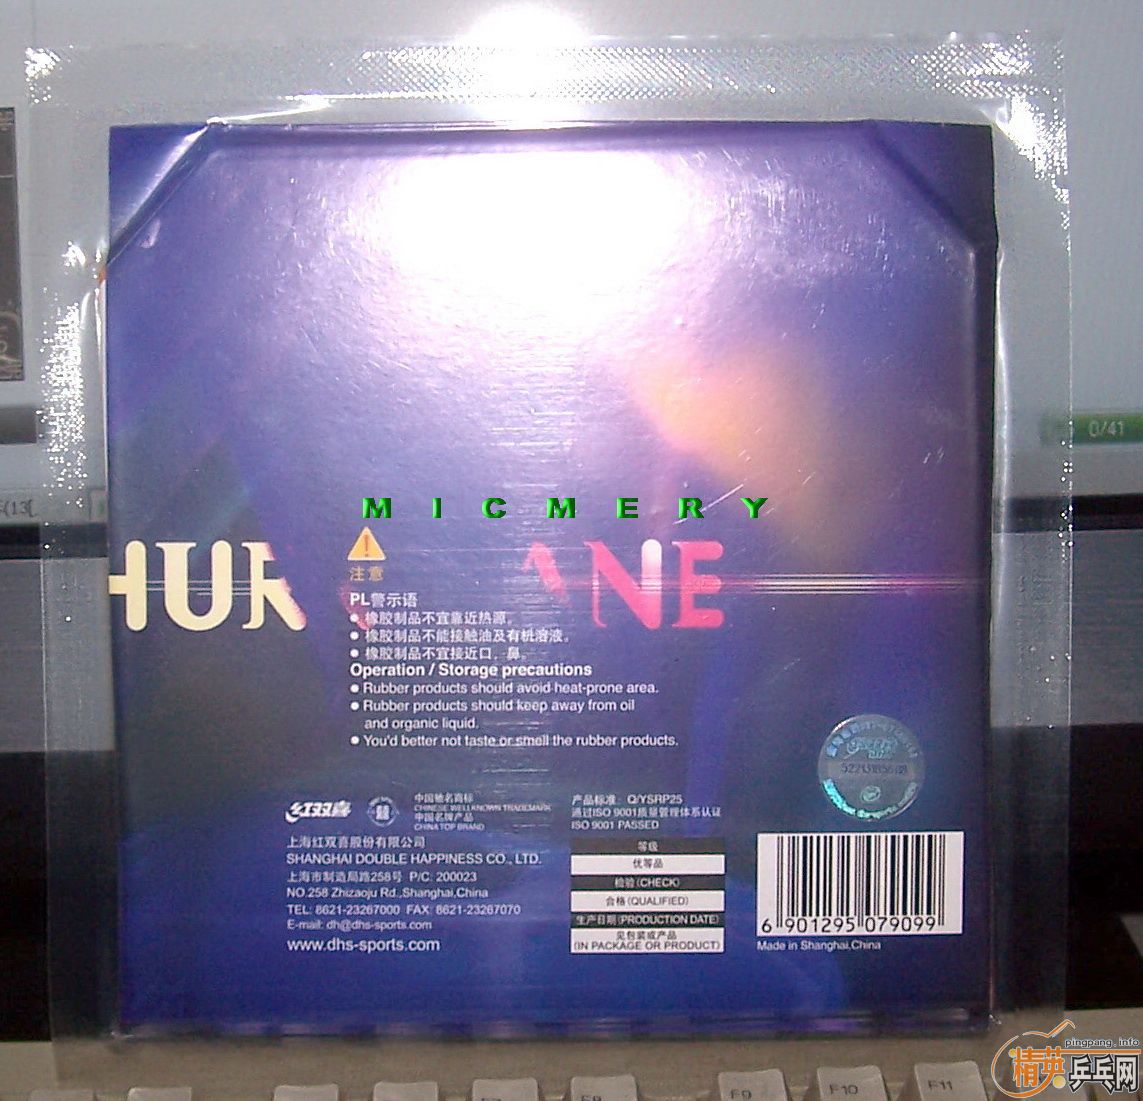 0/41
MICMERY
HUR ANE
注意
PL警示语
● 橡胶制品不宜靠近热源。
● 橡胶制品不能接触油及有机溶液。
● 橡胶制品不宜接近口、鼻。
Operation / Storage precautions
● Rubber products should avoid heat-prone area.
● Rubber products should keep away from oil
and organic liquid.
● You'd better not taste or smell the rubber products.
红双喜
中国驰名商标
CHINESE WELLKNOWN TRADEMARK
中国名牌产品
CHINA TOP BRAND
上海红双喜股份有限公司
SHANGHAI DOUBLE HAPPINESS CO., LTD.
上海市制造局路258号 P/C: 200023
NO.258 Zhizaoju Rd.,Shanghai,China
TEL: 8621-23267000 FAX: 8621-23267070
E-mail: dh@dhs-sports.com
www.dhs-sports.com
产品标准: Q/YSRP25
通过ISO 9001质量管理体系认证
ISO 9001 PASSED
等级
优等品
检验(CHECK)
合格(QUALIFIED)
生产日期(PRODUCTION DATE)
见包装或产品
(IN PACKAGE OR PRODUCT)
6 901295 079099
Made in Shanghai,China
F9
F10
F11
pingpang.info
精英乒乓网